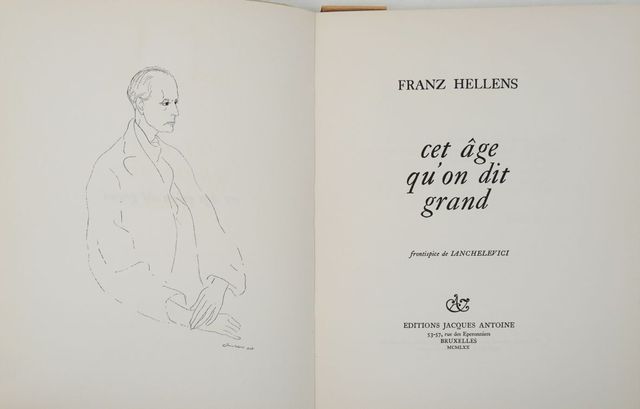 FRANZ HELLENS
cet âge
qu'on dit
grand
frontispice de IANCHELEVICI
EDITIONS JACQUES ANTOINE
53-57, rue des Eperonniers
BRUXELLES
MCMLXX